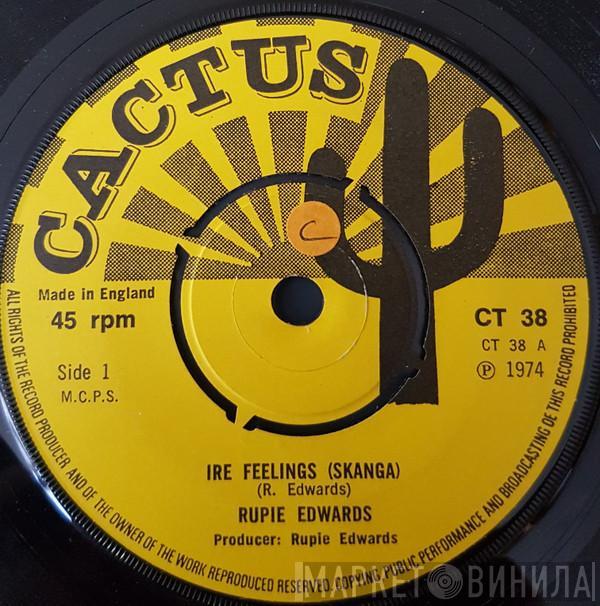 CACTUS
Made in England
45 rpm
Side 1
M.C.P.S.
C
CT 38
CT 38 A
℗ 1974
IRE FEELINGS (SKANGA)
(R. Edwards)
RUPIE EDWARDS
Producer: Rupie Edwards
ALL RIGHTS OF THE RECORD PRODUCER AND OF THE OWNER OF THE WORK REPRODUCED RESERVED. COPYING, PUBLIC PERFORMANCE AND BROADCASTING OF THIS RECORD PROHIBITED
МАРКЕТ ВИНИЛА